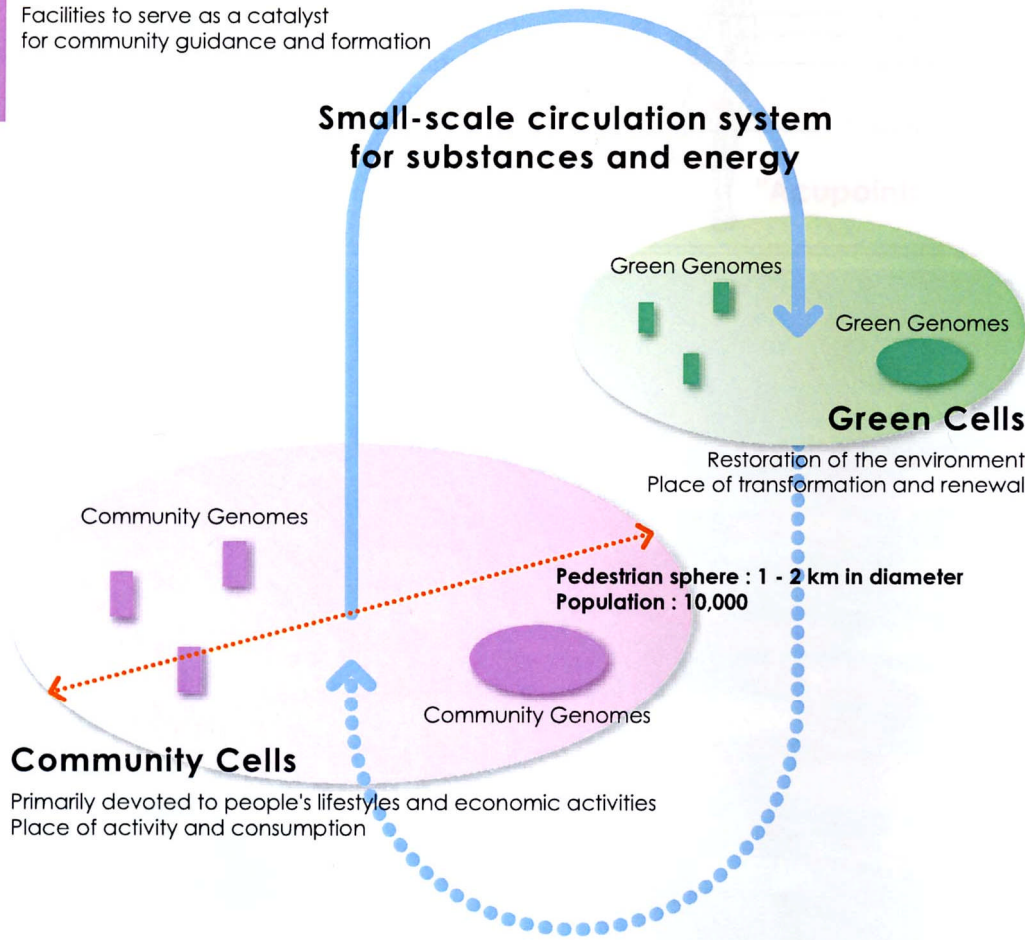 Facilities to serve as a catalyst
for community guidance and formation
Small-scale circulation system
for substances and energy
Green Genomes
Green Genomes
Green Cells
Restoration of the environment
Place of transformation and renewal
Community Genomes
Pedestrian sphere : 1 - 2 km in diameter
Population : 10,000
Community Genomes
Community Cells
Primarily devoted to people's lifestyles and economic activities
Place of activity and consumption